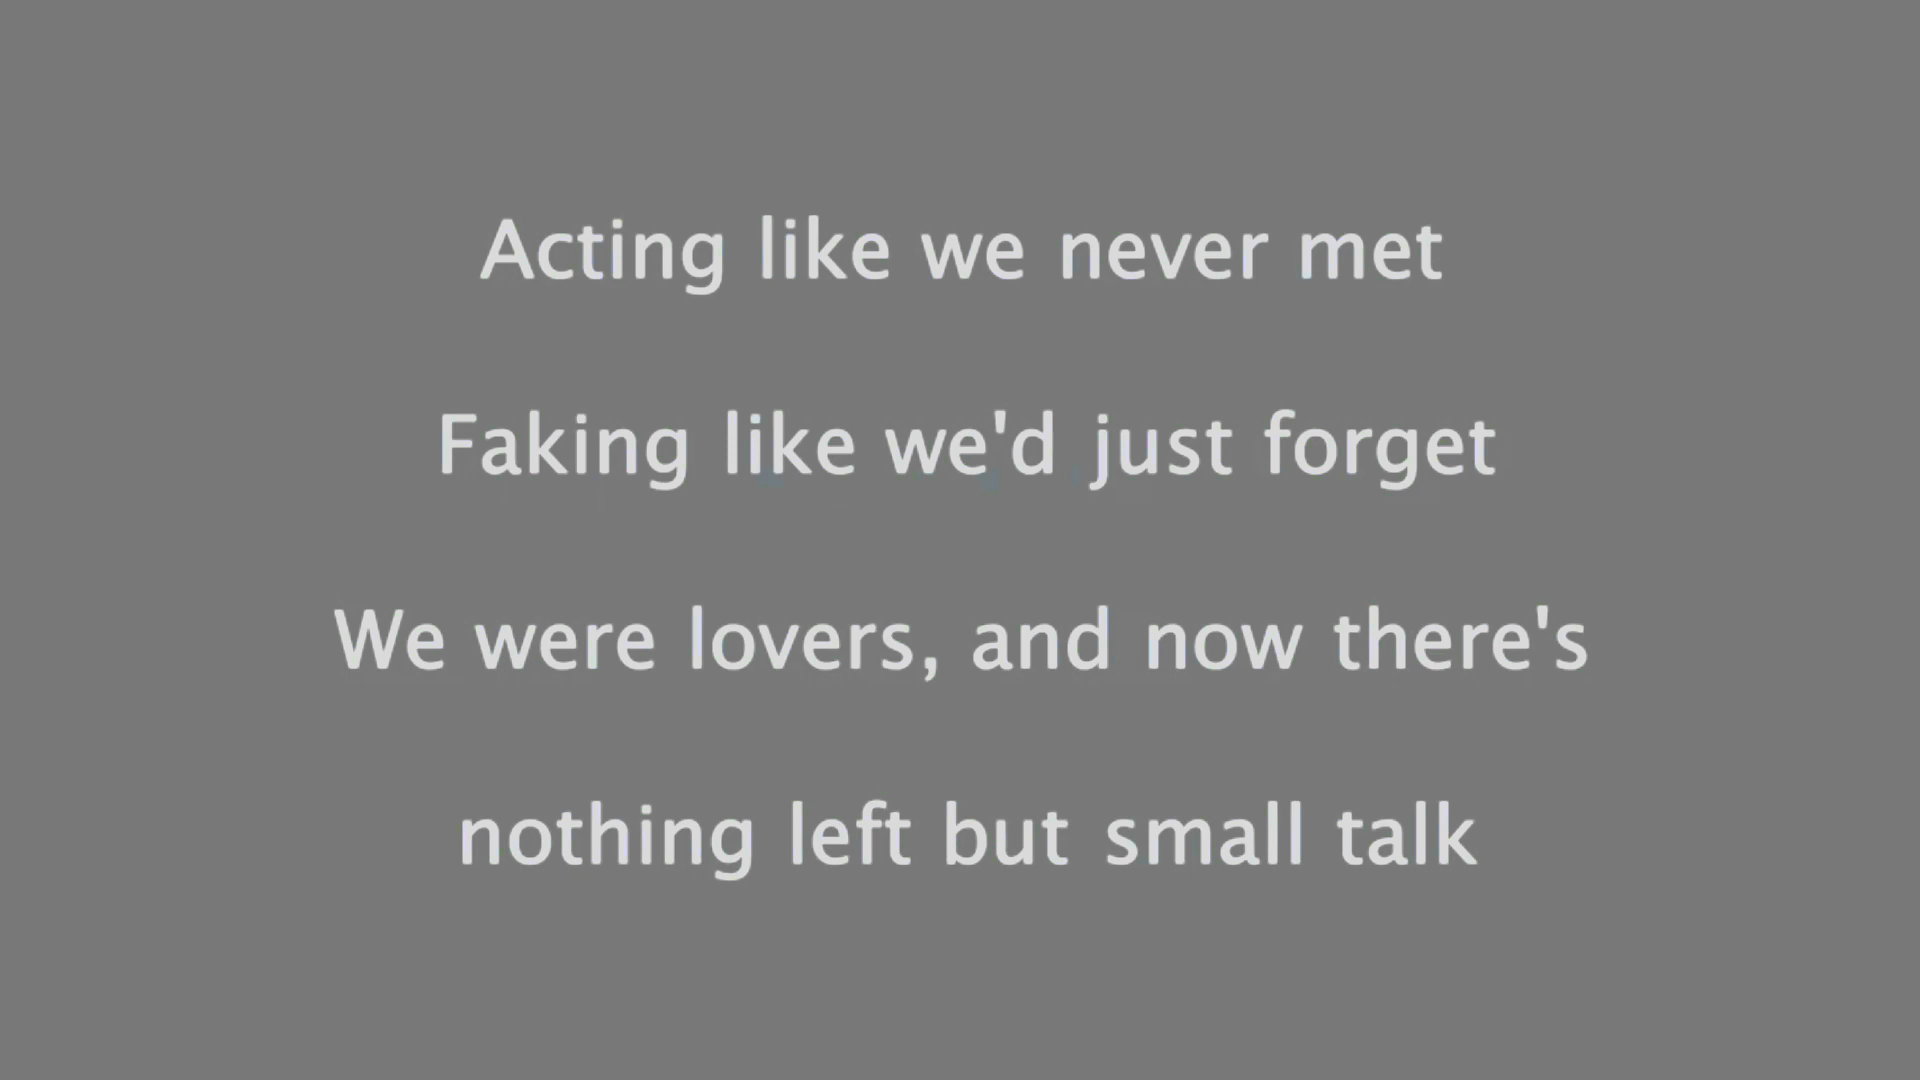 Acting like we never met
Faking like we'd just forget
We were lovers, and now there's
nothing left but small talk